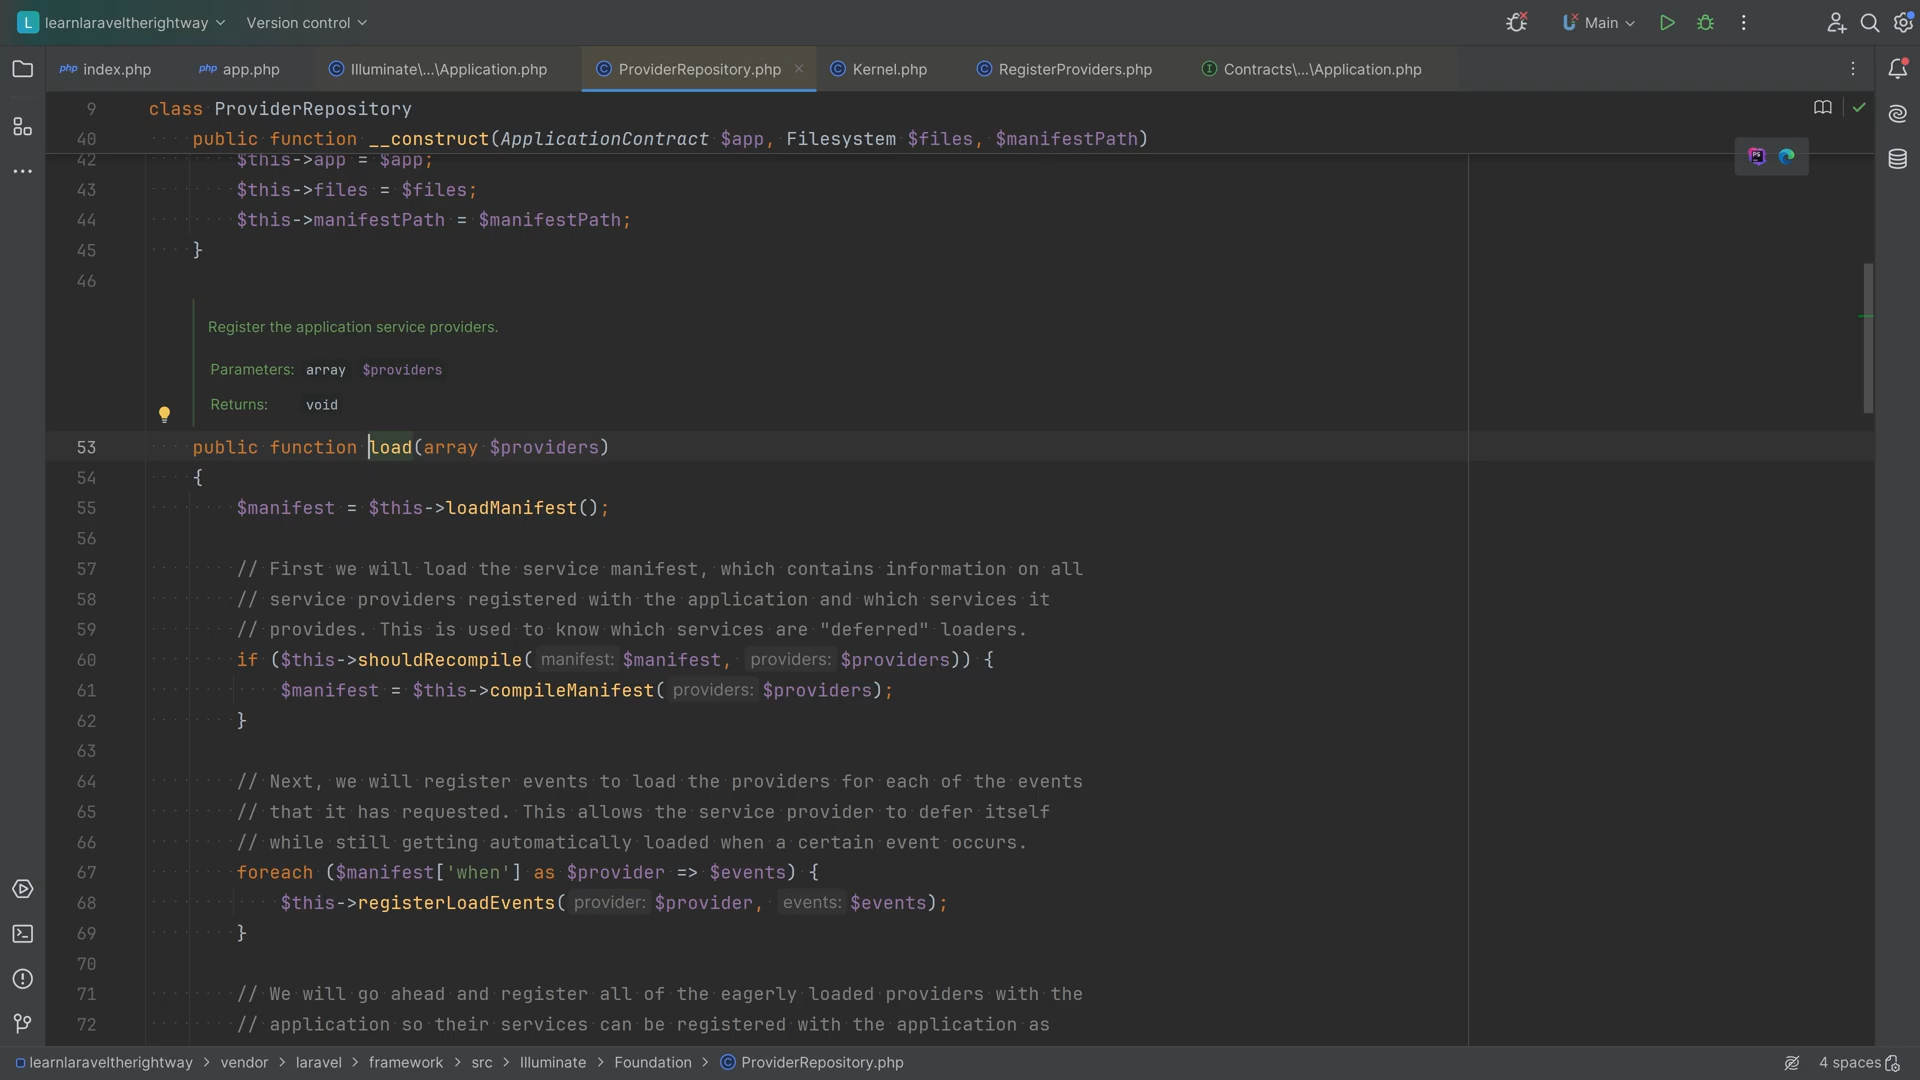 L learnlaraveltherightway Version control Main
php index.php php app.php Illuminate\...\Application.php ProviderRepository.php Kernel.php RegisterProviders.php Contracts\...\Application.php
9 class ProviderRepository
40 public function __construct(ApplicationContract $app, Filesystem $files, $manifestPath)
42 $this->app = $app;
43 $this->files = $files;
44 $this->manifestPath = $manifestPath;
45 }
46
Register the application service providers.
Parameters: array $providers
Returns: void
53 public function load(array $providers)
54 {
55 $manifest = $this->loadManifest();
56
57 // First we will load the service manifest, which contains information on all
58 // service providers registered with the application and which services it
59 // provides. This is used to know which services are "deferred" loaders.
60 if ($this->shouldRecompile( manifest: $manifest, providers: $providers)) {
61 $manifest = $this->compileManifest( providers: $providers);
62 }
63
64 // Next, we will register events to load the providers for each of the events
65 // that it has requested. This allows the service provider to defer itself
66 // while still getting automatically loaded when a certain event occurs.
67 foreach ($manifest['when'] as $provider => $events) {
68 $this->registerLoadEvents( provider: $provider, events: $events);
69 }
70
71 // We will go ahead and register all of the eagerly loaded providers with the
72 // application so their services can be registered with the application as
learnlaraveltherightway > vendor > laravel > framework > src > Illuminate > Foundation > ProviderRepository.php 4 spaces